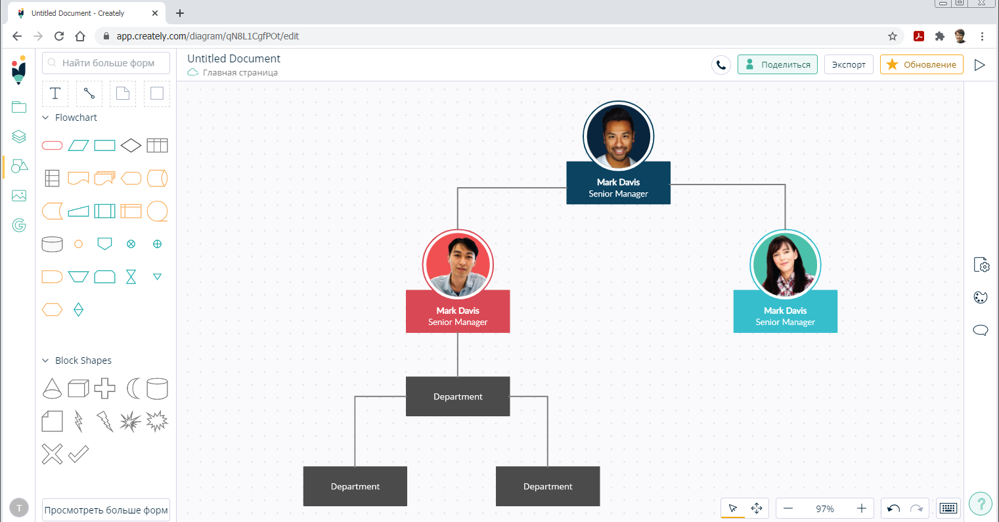 Untitled Document - Creately
app.creately.com/diagram/qN8L1CgfPOt/edit
Найти больше форм
Untitled Document
Главная страница
Поделиться
Экспорт
Обновление
T
Flowchart
Mark Davis
Senior Manager
Mark Davis
Senior Manager
Mark Davis
Senior Manager
Block Shapes
Department
Department
Department
T
Просмотреть больше форм
97%
?